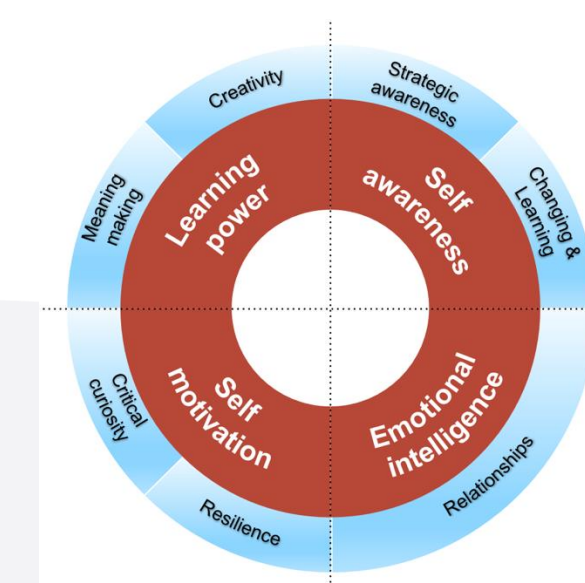 Creativity
Strategic
awareness
Changing &
Learning
Meaning
making
Learning
power
Self
awareness
Critical
curiosity
Self
motivation
Emotional
intelligence
Resilience
Relationships